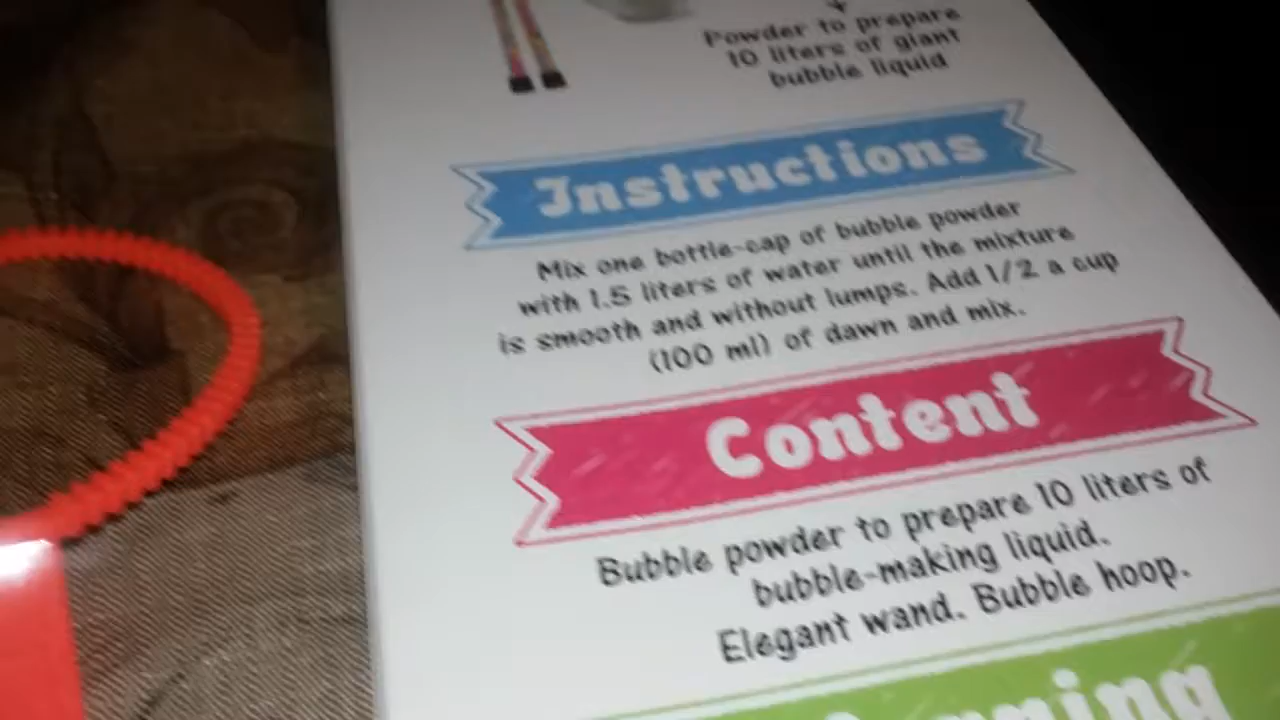 Powder to prepare
10 liters of giant
bubble liquid
Instructions
Mix one bottle-cap of bubble powder
with 1.5 liters of water until the mixture
is smooth and without lumps. Add 1/2 a cup
(100 ml) of dawn and mix.
Content
Bubble powder to prepare 10 liters of
bubble-making liquid.
Elegant wand. Bubble hoop.